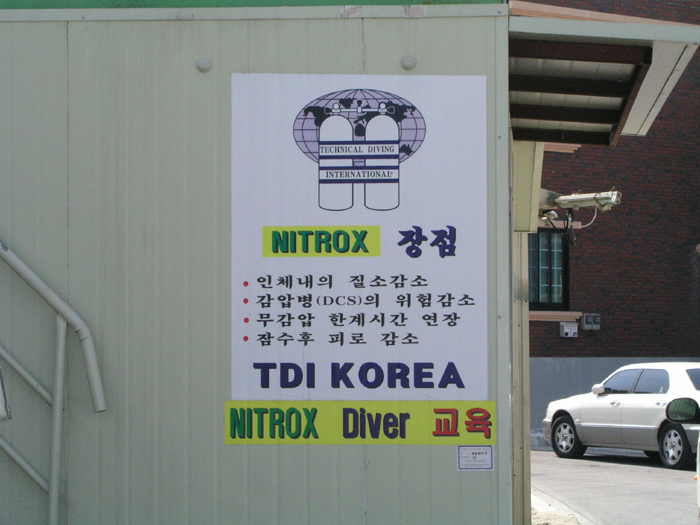 TECHNICAL DIVING
INTERNATIONAL
NITROX 장점
• 인체내의 질소감소
• 감압병(DCS)의 위험감소
• 무감압 한계시간 연장
• 잠수후 피로 감소
TDI KOREA
NITROX Diver 교육